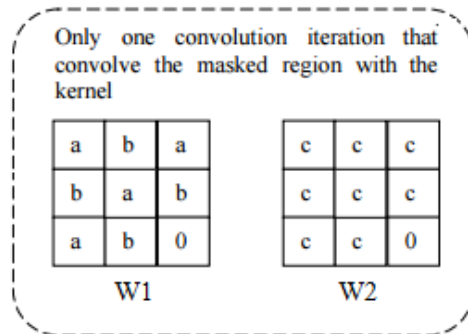 Only one convolution iteration that
convolve the masked region with the
kernel
a b a c c c
b a b c c c
a b 0 c c 0
W1 W2